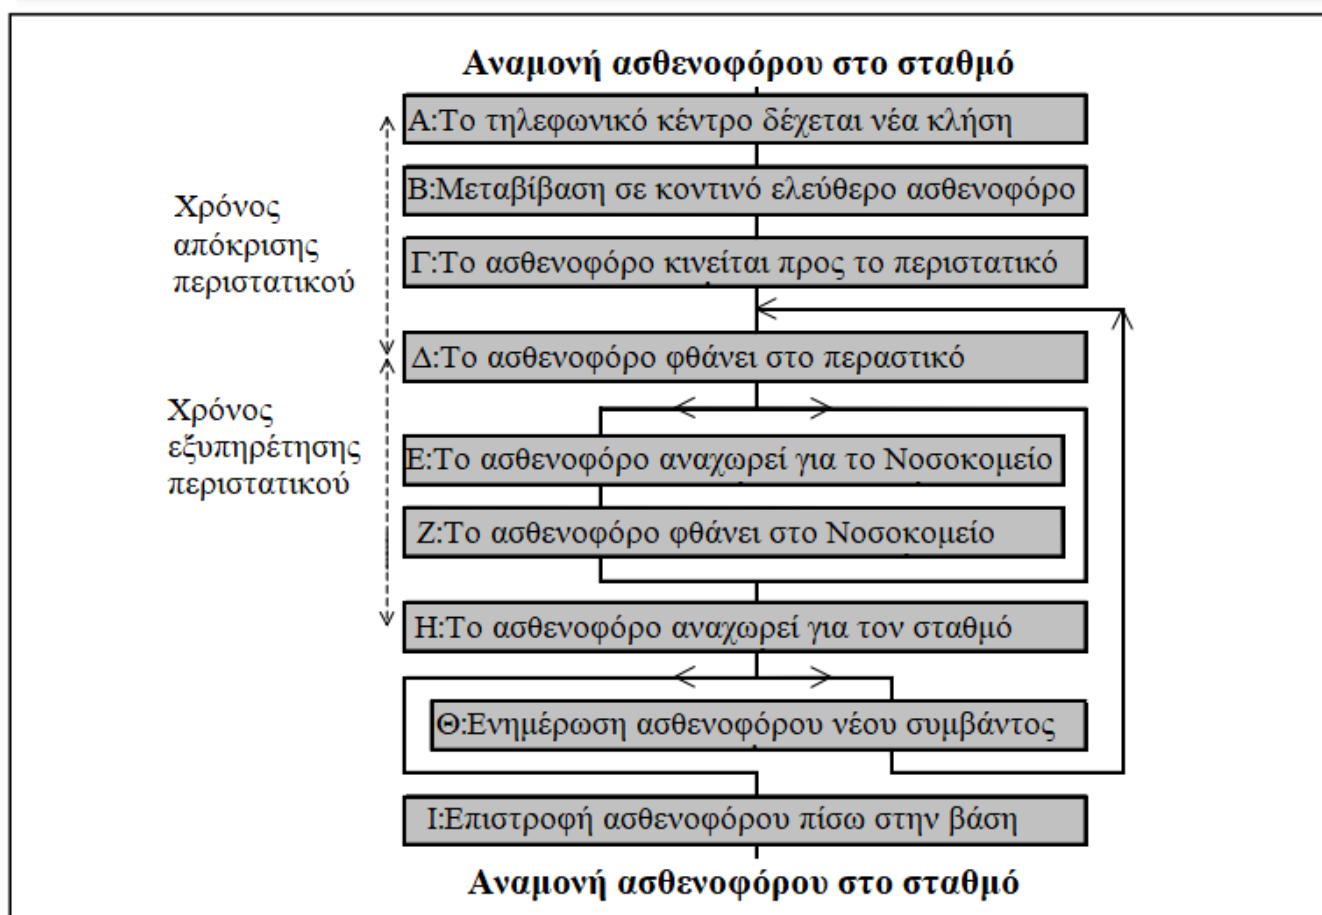 Αναμονή ασθενοφόρου στο σταθμό
Α:Το τηλεφωνικό κέντρο δέχεται νέα κλήση
Β:Μεταβίβαση σε κοντινό ελεύθερο ασθενοφόρο
Χρόνος
απόκρισης
περιστατικού
Γ:Το ασθενοφόρο κινείται προς το περιστατικό
Δ:Το ασθενοφόρο φθάνει στο περαστικό
Χρόνος
εξυπηρέτησης
περιστατικού
Ε:Το ασθενοφόρο αναχωρεί για το Νοσοκομείο
Ζ:Το ασθενοφόρο φθάνει στο Νοσοκομείο
Η:Το ασθενοφόρο αναχωρεί για τον σταθμό
Θ:Ενημέρωση ασθενοφόρου νέου συμβάντος
Ι:Επιστροφή ασθενοφόρου πίσω στην βάση
Αναμονή ασθενοφόρου στο σταθμό